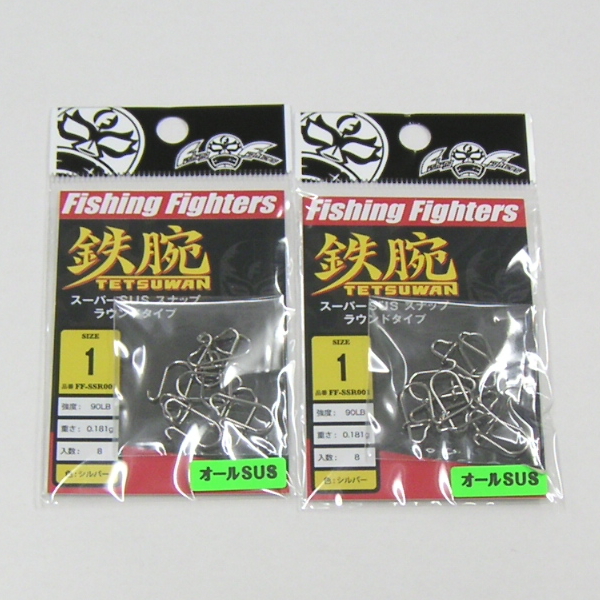 Fishing Fighters
鉄腕
TETSUWAN
スーパーSUS スナップ
ラウンドタイプ
SIZE
1
品番 FF-SSR001
強度: 90LB
重さ: 0.181g
入数: 8
色:シルバー
オールSUS
Fishing Fighters
鉄腕
TETSUWAN
スーパーSUS スナップ
ラウンドタイプ
SIZE
1
品番 FF-SSR001
強度: 90LB
重さ: 0.181g
入数: 8
色:シルバー
オールSUS